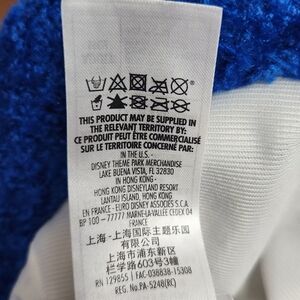 THIS PRODUCT MAY BE SUPPLIED IN
THE RELEVANT TERRITORY BY:
CE PRODUIT PEUT ÊTRE COMMERCIALISÉ
SUR LE TERRITOIRE CONCERNÉ PAR:
IN THE U.S. -
DISNEY THEME PARK MERCHANDISE
LAKE BUENA VISTA, FL 32830
IN HONG KONG -
HONG KONG DISNEYLAND RESORT
LANTAU ISLAND, HONG KONG
EN FRANCE - EURO DISNEY ASSOCIÉS S.C.A.
BP 100 - 77777 MARNE-LA-VALLÉE CEDEX 04
FRANCE
上海 - 上海国际主题乐园
有限公司
上海市浦东新区
栏学路603号3幢
RN 129855 | FAC-038838-15308
REG. No.PA-5248(RC)